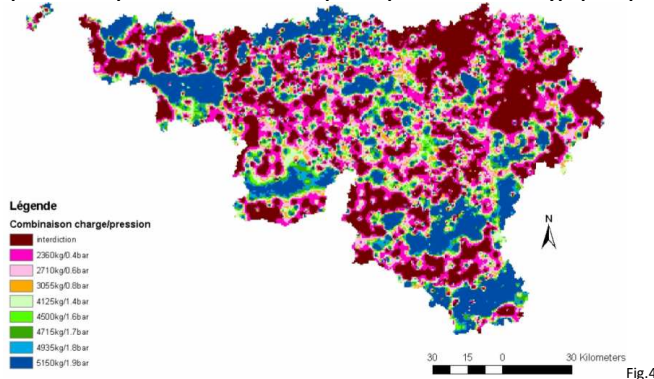 Légende
Combinaison charge/pression
interdiction
2360kg/0.4bar
2710kg/0.6bar
3055kg/0.8bar
4125kg/1.4bar
4500kg/1.6bar
4715kg/1.7bar
4935kg/1.8bar
5150kg/1.9bar
N
30 15 0 30 Kilometers
Fig.4